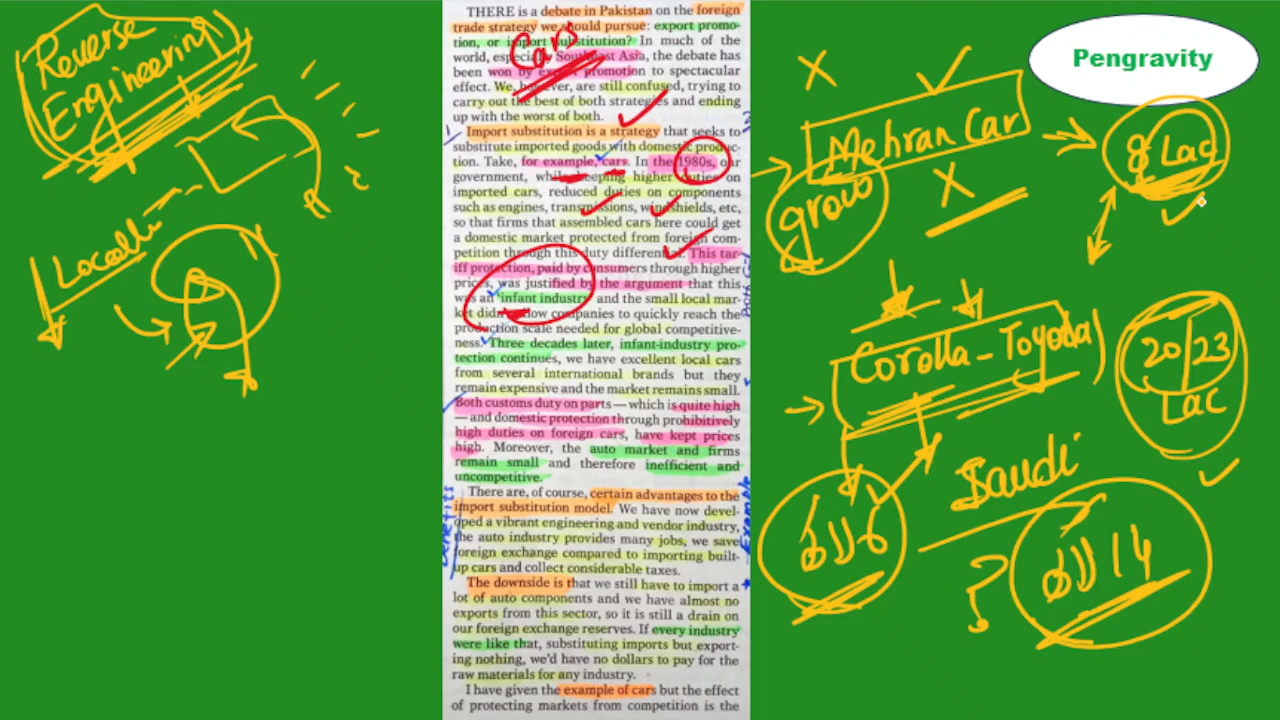 Reverse
Engineering
Locally
THERE is a debate in Pakistan on the foreign
trade strategy we should pursue: export promo-
tion, or import substitution? In much of the
world, especially Southeast Asia, the debate has
been won by export promotion to spectacular
effect. We, however, are still confused, trying to
carry out the best of both strategies and ending
up with the worst of both.
Import substitution is a strategy that seeks to
substitute imported goods with domestic produc-
tion. Take, for example, cars. In the 1980s, our
government, while keeping higher duties on
imported cars, reduced duties on components
such as engines, transmissions, windshields, etc,
so that firms that assembled cars here could get
a domestic market protected from foreign com-
petition through this duty differential. This tar-
iff protection, paid by consumers through higher
prices, was justified by the argument that this
was an infant industry and the small local mar-
ket didn't allow companies to quickly reach the
production scale needed for global competitive-
ness. Three decades later, infant-industry pro-
tection continues, we have excellent local cars
from several international brands but they
remain expensive and the market remains small.
Both customs duty on parts — which is quite high
— and domestic protection through prohibitively
high duties on foreign cars, have kept prices
high. Moreover, the auto market and firms
remain small and therefore inefficient and
uncompetitive.
There are, of course, certain advantages to the
import substitution model. We have now devel-
oped a vibrant engineering and vendor industry,
the auto industry provides many jobs, we save
foreign exchange compared to importing built-
up cars and collect considerable taxes.
The downside is that we still have to import a
lot of auto components and we have almost no
exports from this sector, so it is still a drain on
our foreign exchange reserves. If every industry
were like that, substituting imports but export-
ing nothing, we'd have no dollars to pay for the
raw materials for any industry.
I have given the example of cars but the effect
of protecting markets from competition is the
Cars
Benefits
Example
Pengravity
Mehran Car
8 Lac
grow
Corolla - Toyoda
20/23
Lac
Saudi
6
14